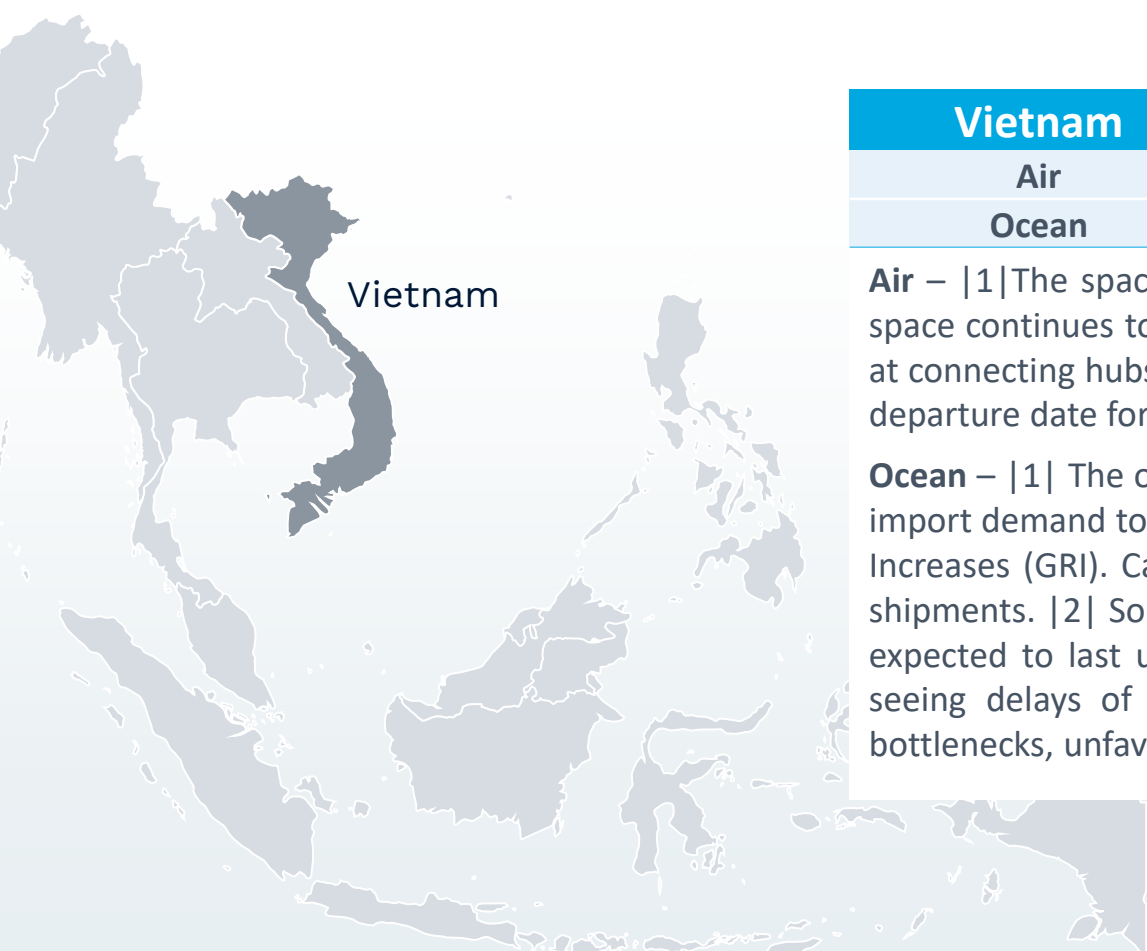 Vietnam
Vietnam
Air
Ocean
Air – |1|The spac
space continues to
at connecting hubs
departure date for
Ocean – |1| The o
import demand to
Increases (GRI). Ca
shipments. |2| So
expected to last u
seeing delays of
bottlenecks, unfav